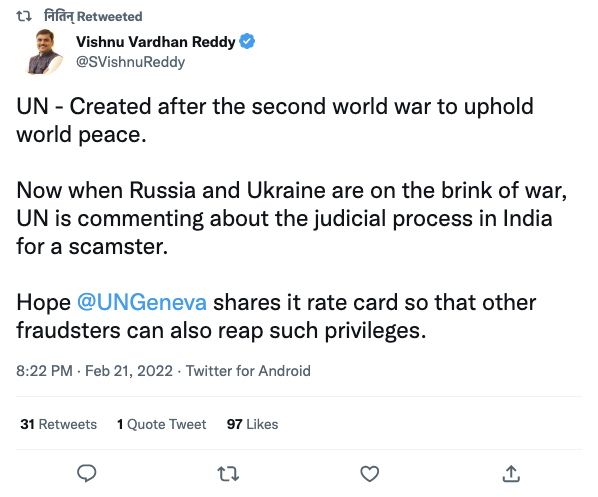 नितिन् Retweeted
Vishnu Vardhan Reddy
@SVishnuReddy
UN - Created after the second world war to uphold
world peace.
Now when Russia and Ukraine are on the brink of war,
UN is commenting about the judicial process in India
for a scamster.
Hope @UNGeneva shares it rate card so that other
fraudsters can also reap such privileges.
8:22 PM · Feb 21, 2022 · Twitter for Android
31 Retweets 1 Quote Tweet 97 Likes